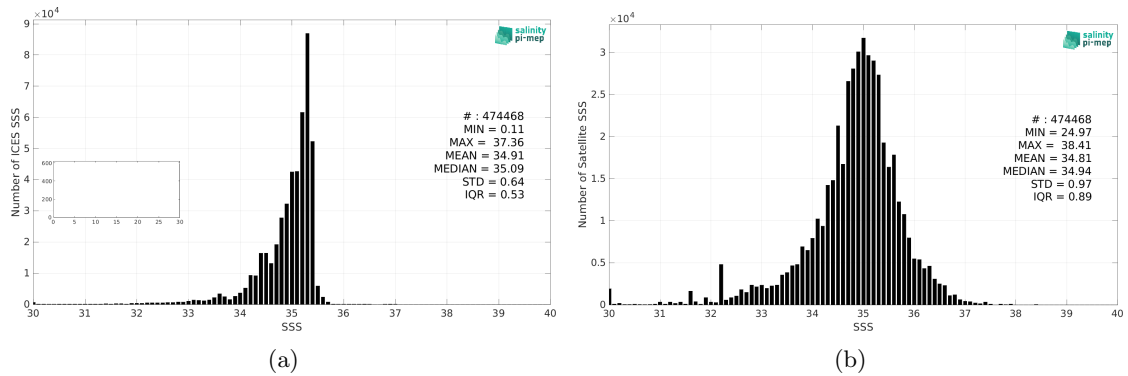 9 ×10⁴
8
7
6
5
4
3
2
1
0
Number of ICES SSS
600
400
200
0
0 5 10 15 20 25 30
30 31 32 33 34 35 36 37 38 39 40
SSS
salinity
pi-mep
# : 474468
MIN = 0.11
MAX = 37.36
MEAN = 34.91
MEDIAN = 35.09
STD = 0.64
IQR = 0.53
(a)
×10⁴
3
2.5
2
1.5
1
0.5
0
Number of Satellite SSS
30 31 32 33 34 35 36 37 38 39 40
SSS
salinity
pi-mep
# : 474468
MIN = 24.97
MAX = 38.41
MEAN = 34.81
MEDIAN = 34.94
STD = 0.97
IQR = 0.89
(b)